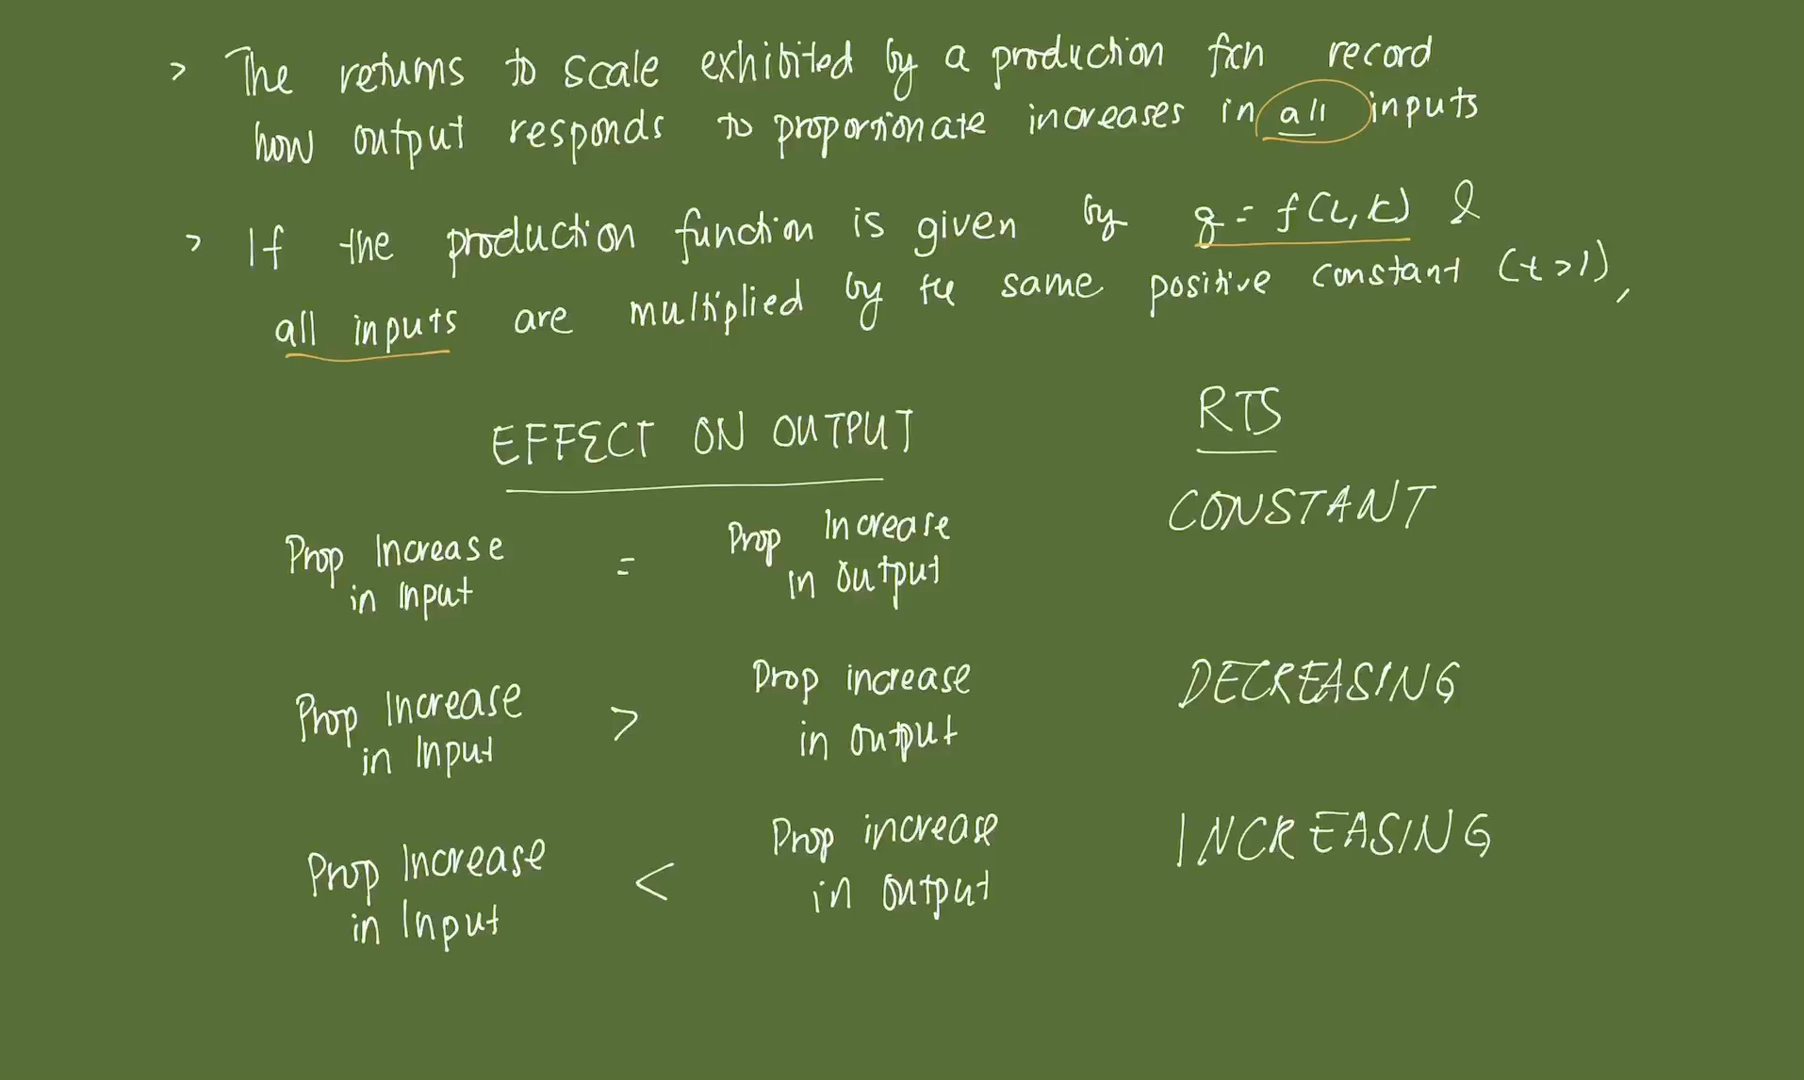 > The returns to scale exhibited by a production fxn record
how output responds to proportionate increases in all inputs
> If the production function is given by q = f(L,K) &
all inputs are multiplied by the same positive constant (t>1),
EFFECT ON OUTPUT RTS
CONSTANT
Prop Increase = Prop Increase
in Input in Output
Prop Increase > Prop increase DECREASING
in Input in Output
Prop Increase < Prop increase INCREASING
in Input in Output